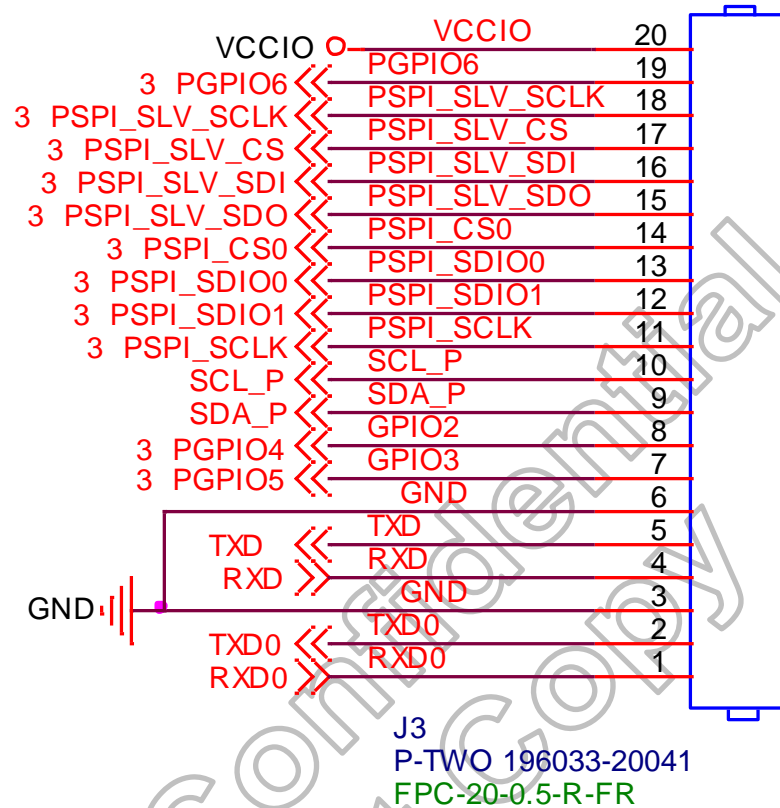 VCCIO VCCIO 20
3 PGPIO6 PGPIO6 19
3 PSPI_SLV_SCLK PSPI_SLV_SCLK 18
3 PSPI_SLV_CS PSPI_SLV_CS 17
3 PSPI_SLV_SDI PSPI_SLV_SDI 16
3 PSPI_SLV_SDO PSPI_SLV_SDO 15
3 PSPI_CS0 PSPI_CS0 14
3 PSPI_SDIO0 PSPI_SDIO0 13
3 PSPI_SDIO1 PSPI_SDIO1 12
3 PSPI_SCLK PSPI_SCLK 11
SCL_P SCL_P 10
SDA_P SDA_P 9
3 PGPIO4 GPIO2 8
3 PGPIO5 GPIO3 7
GND 6
TXD TXD 5
RXD RXD 4
GND GND 3
TXD0 TXD0 2
RXD0 RXD0 1
J3
P-TWO 196033-20041
FPC-20-0.5-R-FR
Confidential
Copy